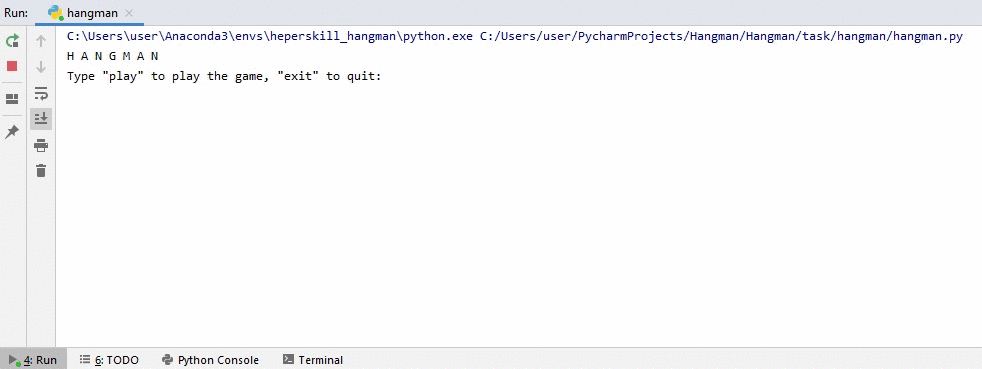 Run: hangman
C:\Users\user\Anaconda3\envs\heperskill_hangman\python.exe C:/Users/user/PycharmProjects/Hangman/Hangman/task/hangman/hangman.py
H A N G M A N
Type "play" to play the game, "exit" to quit:
4: Run 6: TODO Python Console Terminal